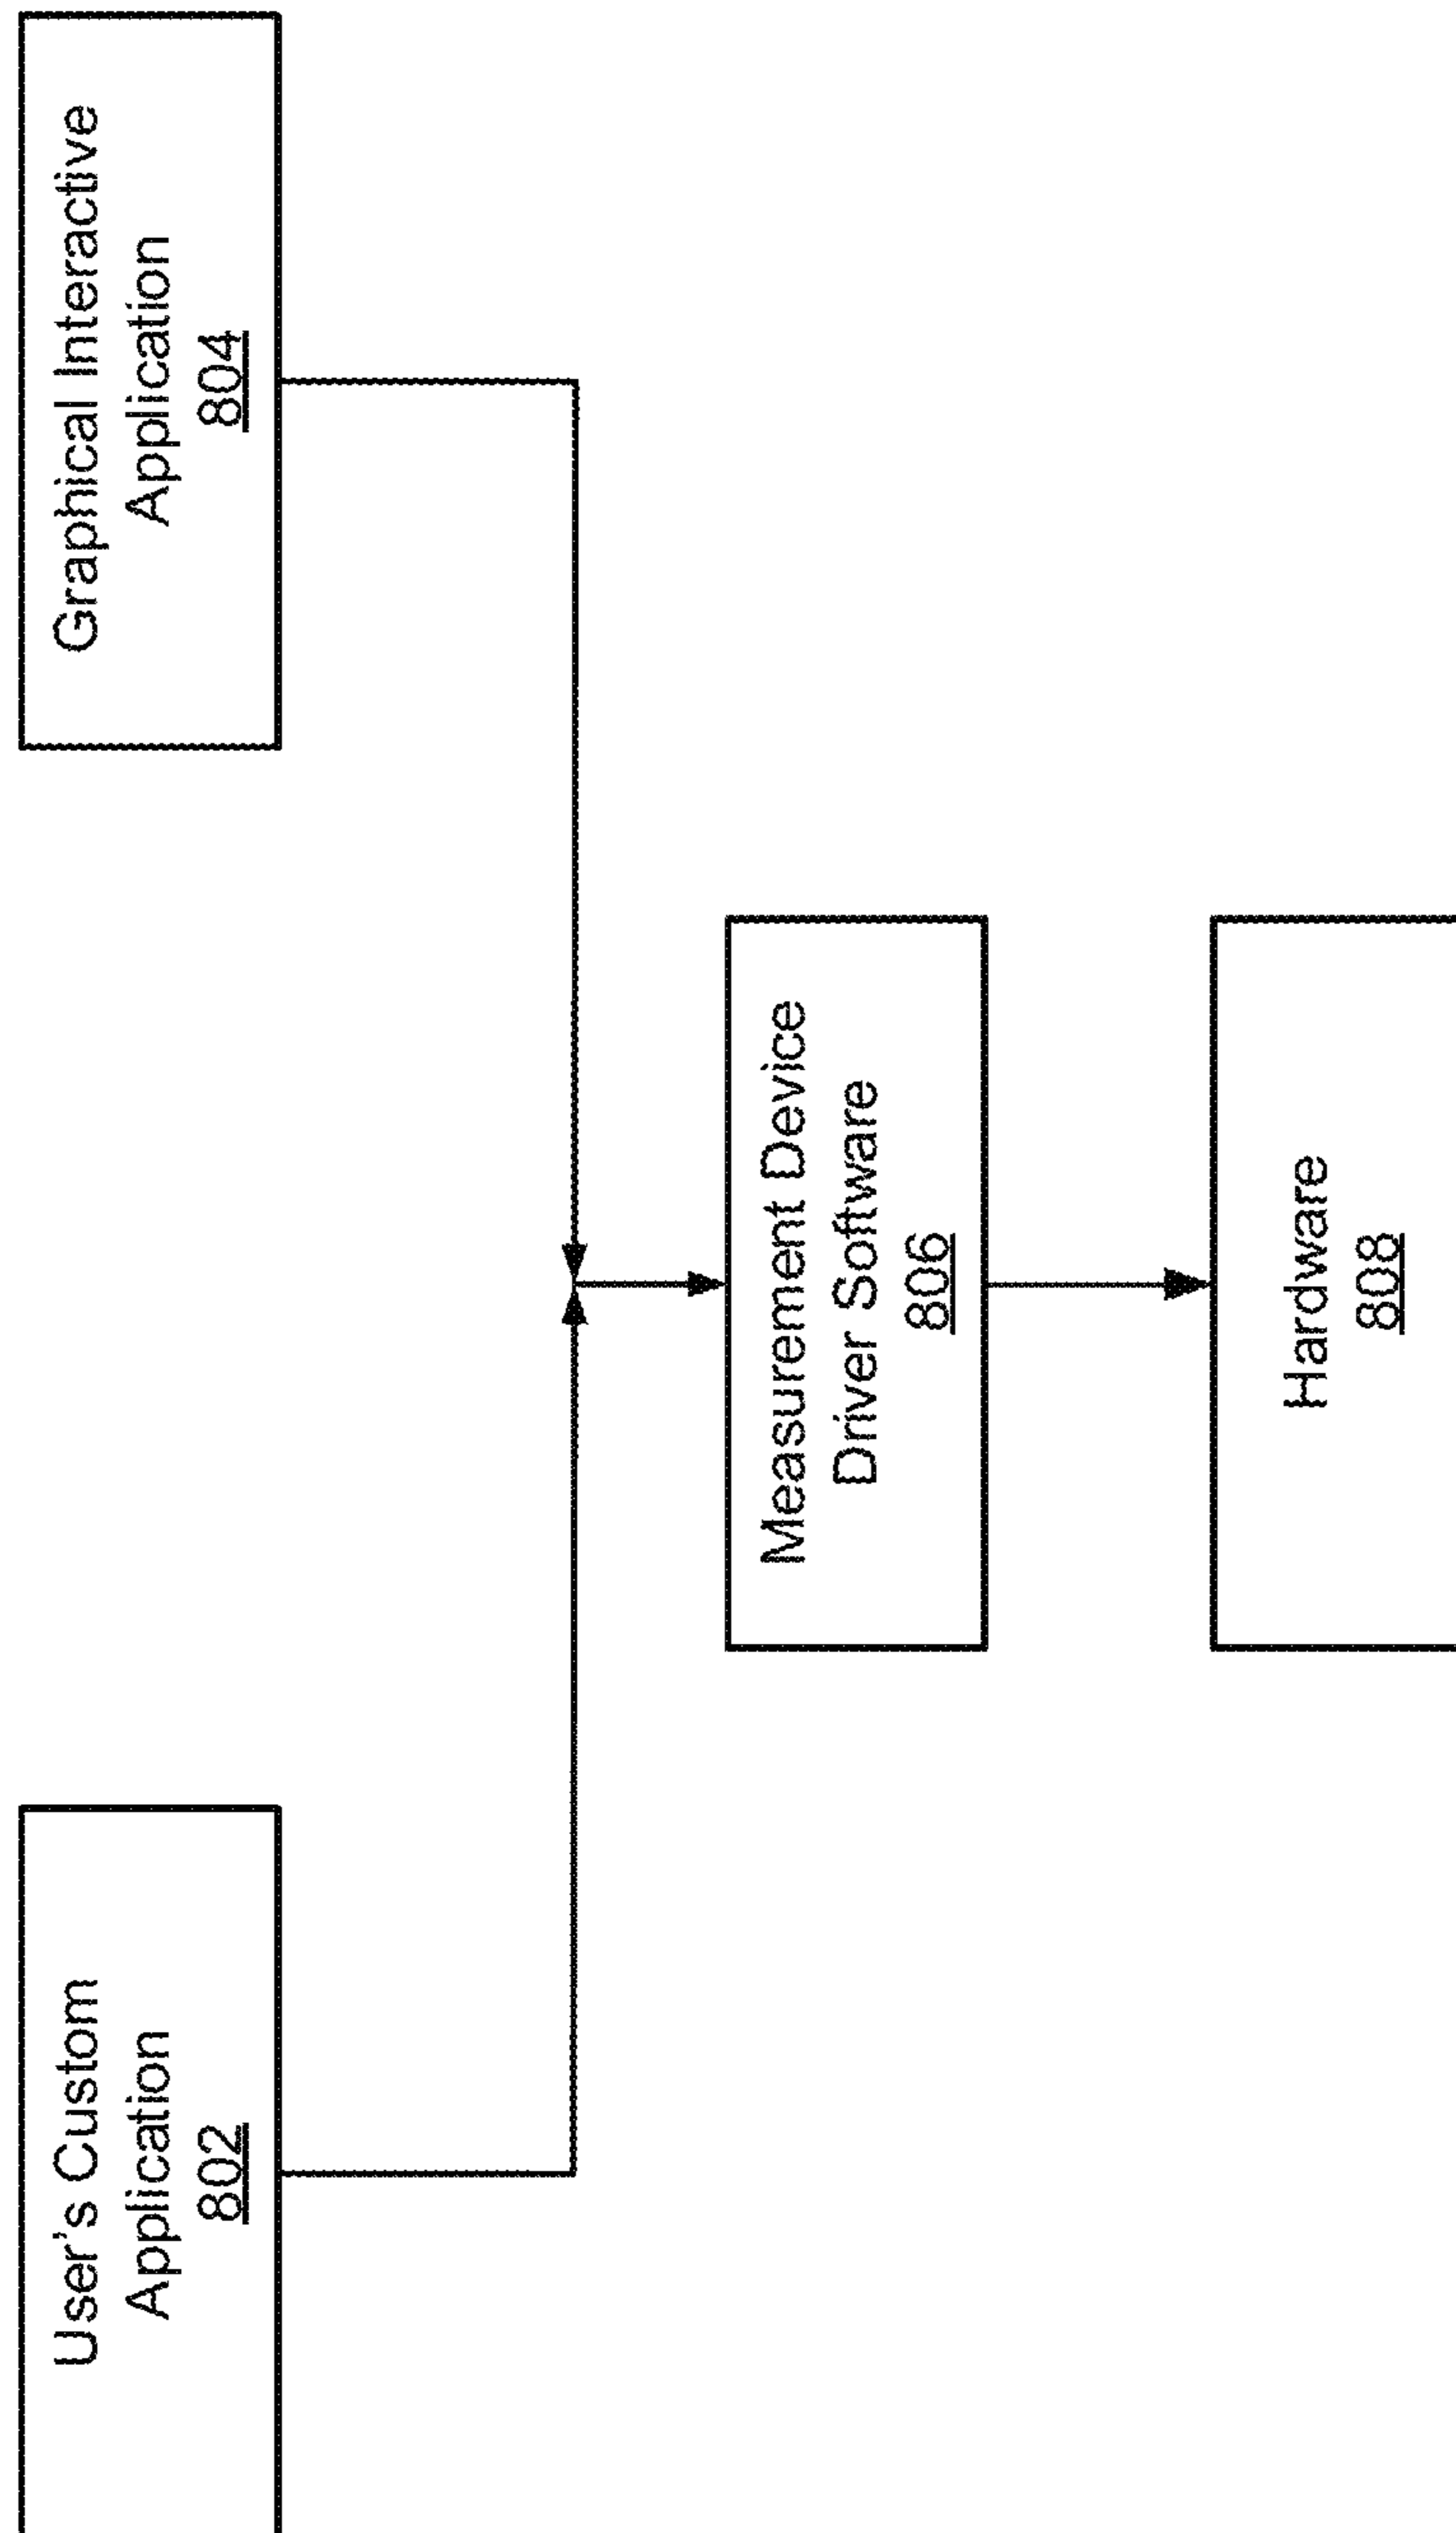 User's Custom
Application
802
Graphical Interactive
Application
804
Measurement Device
Driver Software
806
Hardware
808